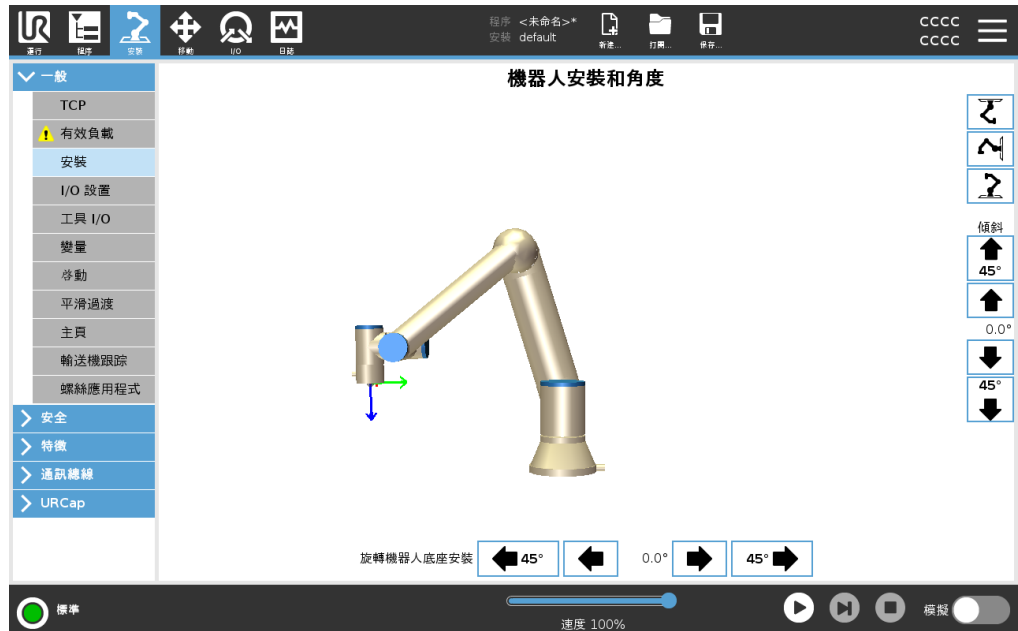 UR
運行
程序
安裝
移動
I/O
日誌
程序 <未命名>*
安裝 default
新建...
打開...
保存...
CCCC
CCCC
一般
TCP
有效負載
安裝
I/O 設置
工具 I/O
變量
啓動
平滑過渡
主頁
輸送機跟踪
螺絲應用程式
安全
特徵
通訊總線
URCap
機器人安裝和角度
傾斜
45°
0.0°
45°
旋轉機器人底座安裝
45°
0.0°
45°
標準
速度 100%
模擬